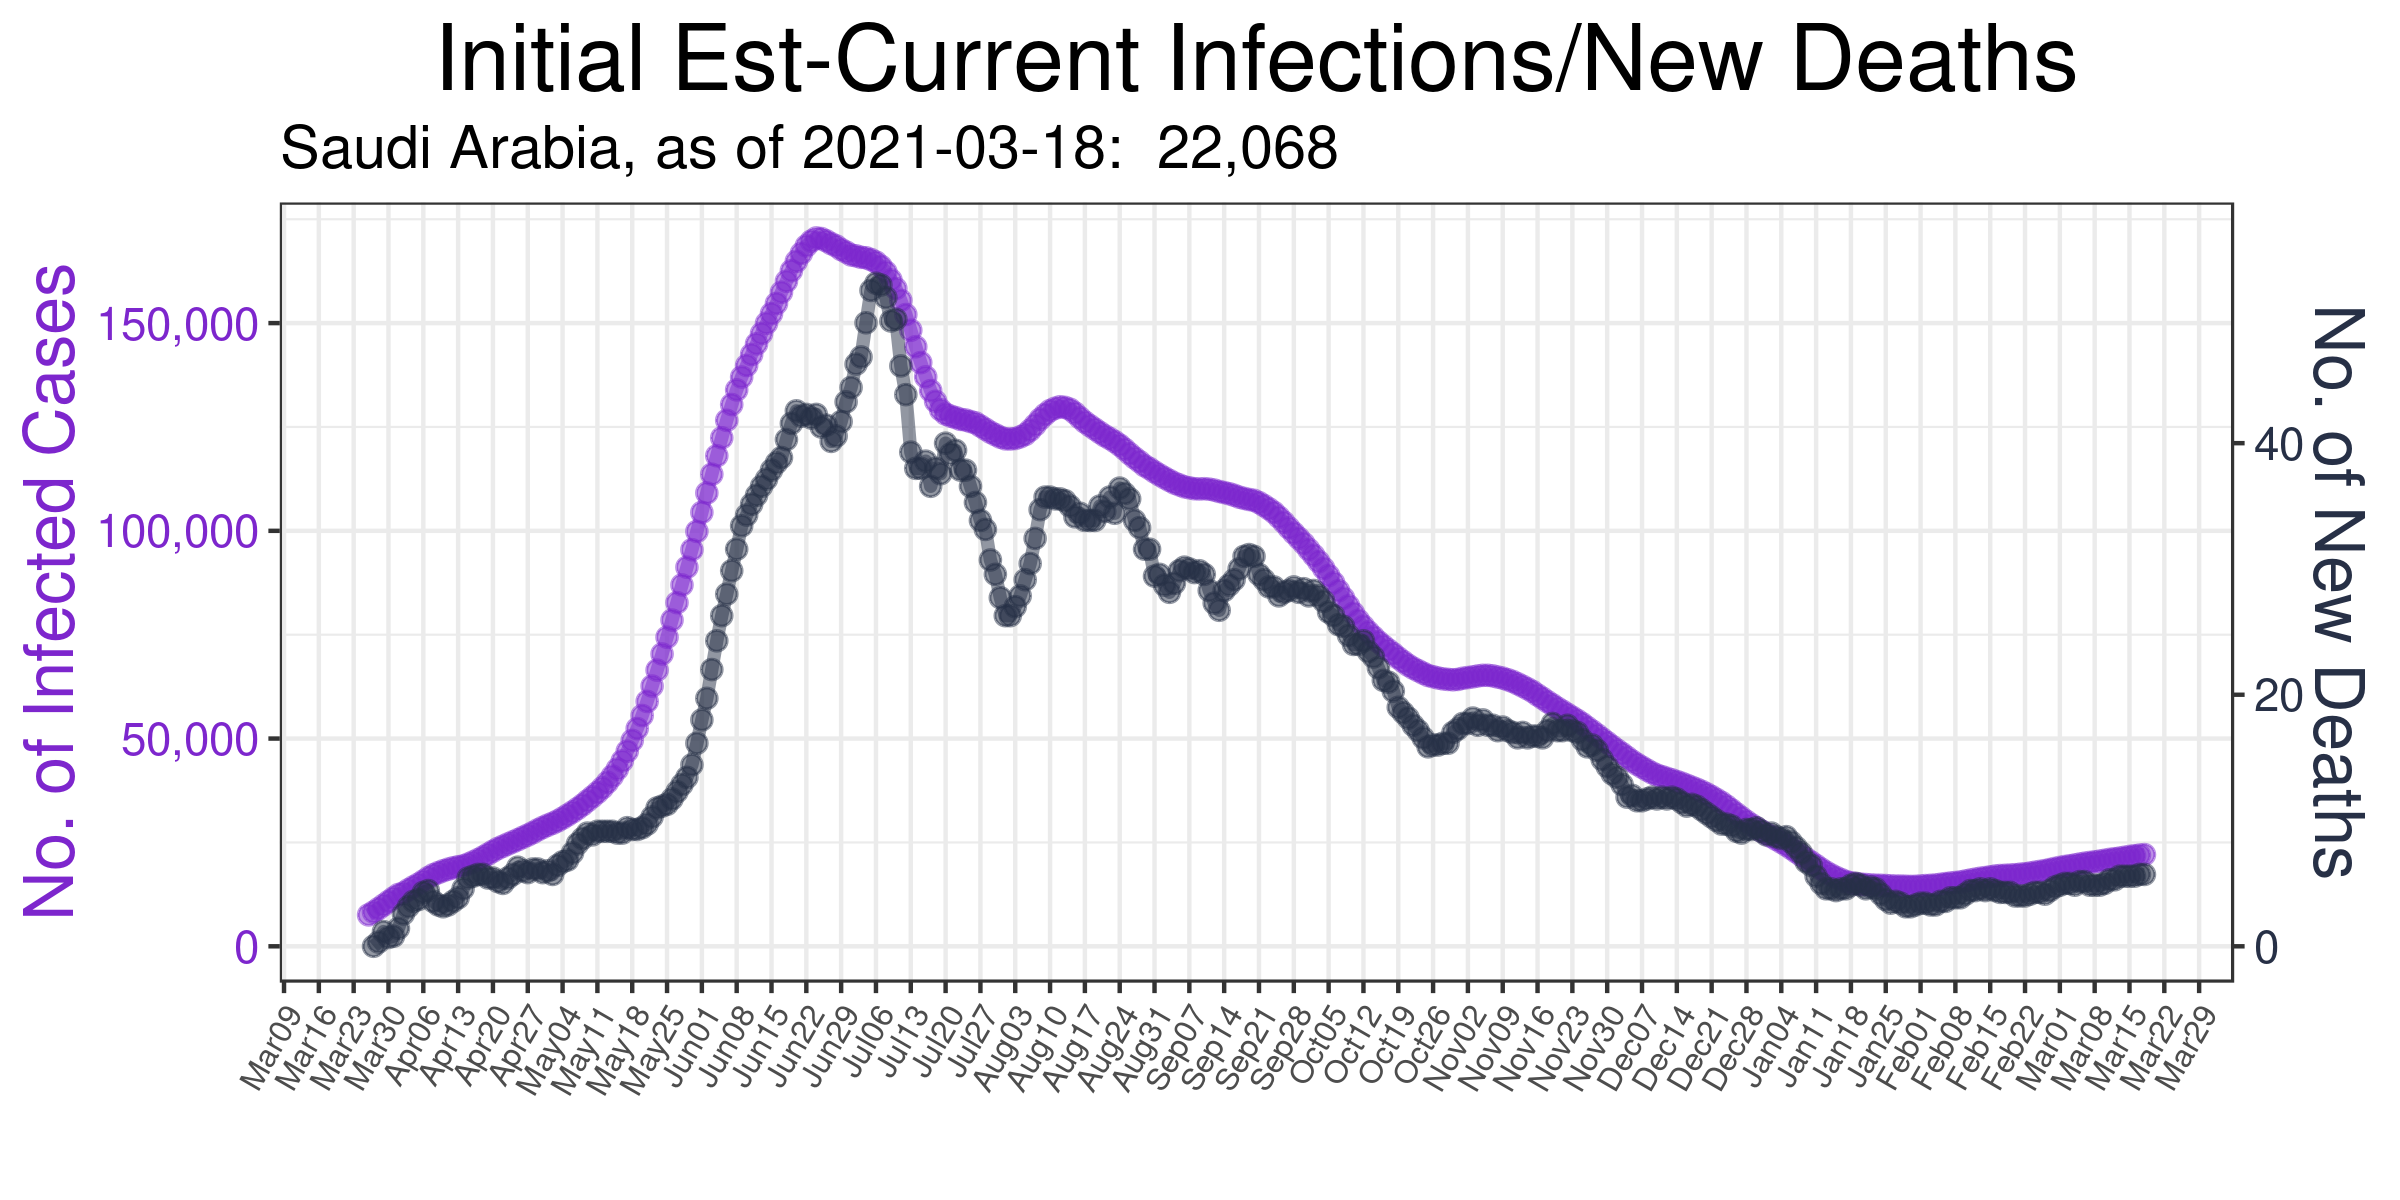 Initial Est-Current Infections/New Deaths
Saudi Arabia, as of 2021-03-18:  22,068
No. of Infected Cases
150,000
100,000
50,000
0
40
20
0
No. of New Deaths
Mar09
Mar16
Mar23
Mar30
Apr06
Apr13
Apr20
Apr27
May04
May11
May18
May25
Jun01
Jun08
Jun15
Jun22
Jun29
Jul06
Jul13
Jul20
Jul27
Aug03
Aug10
Aug17
Aug24
Aug31
Sep07
Sep14
Sep21
Sep28
Oct05
Oct12
Oct19
Oct26
Nov02
Nov09
Nov16
Nov23
Nov30
Dec07
Dec14
Dec21
Dec28
Jan04
Jan11
Jan18
Jan25
Feb01
Feb08
Feb15
Feb22
Mar01
Mar08
Mar15
Mar22
Mar29